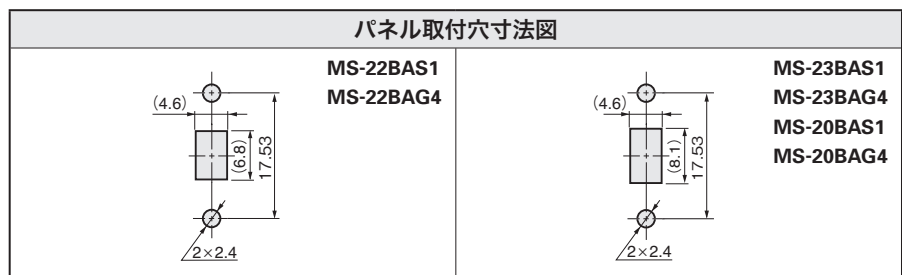 パネル取付穴寸法図
MS-22BAS1
MS-22BAG4
(4.6)
(6.8)
17.53
2×2.4
MS-23BAS1
MS-23BAG4
MS-20BAS1
MS-20BAG4
(4.6)
(8.1)
17.53
2×2.4